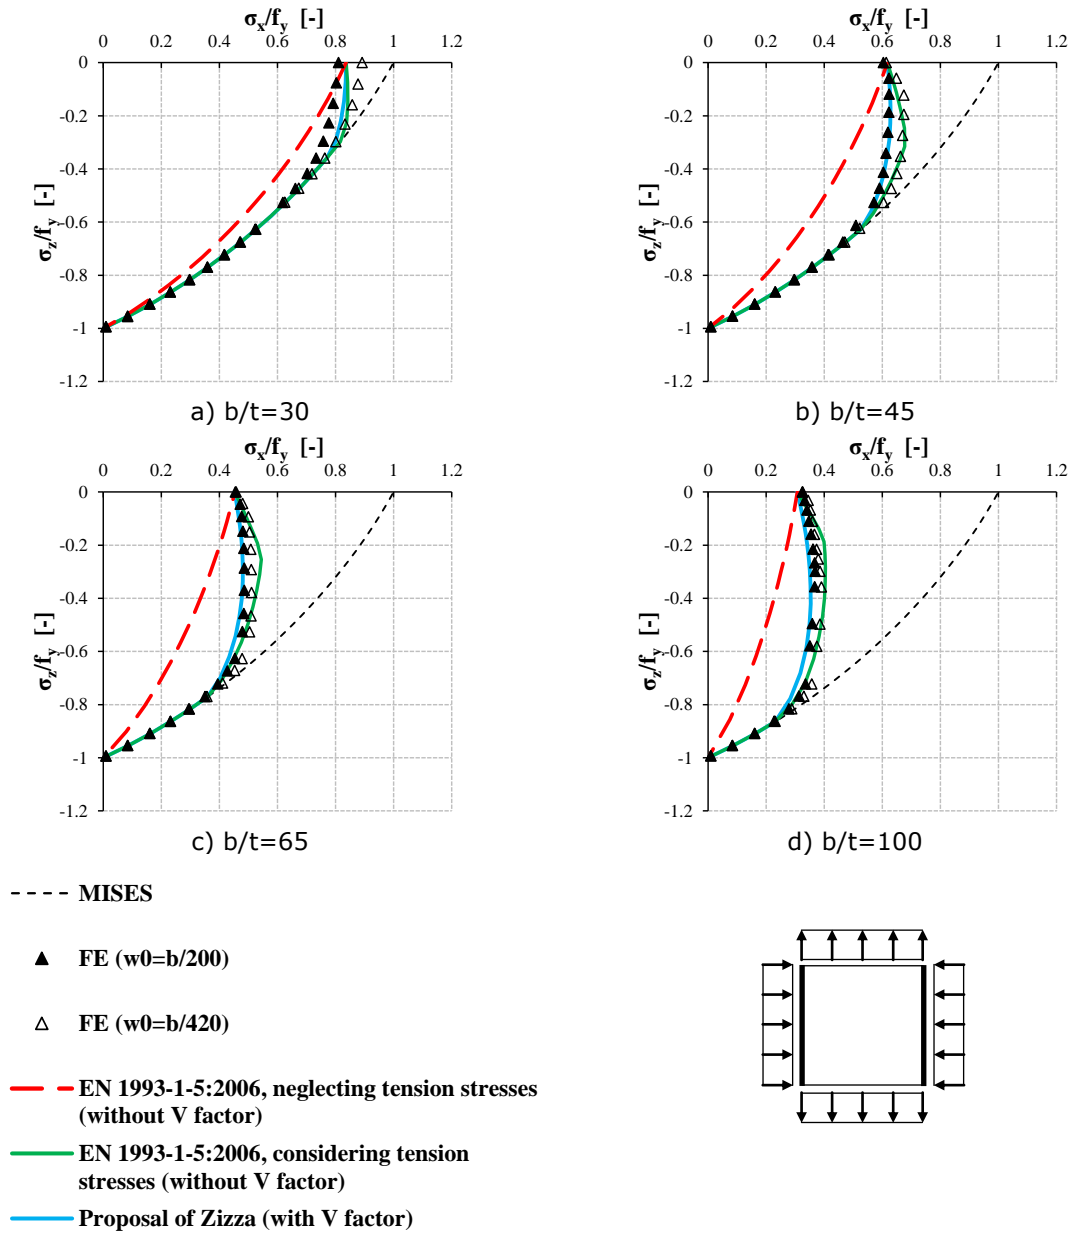 σx/fy [-]
0 0.2 0.4 0.6 0.8 1 1.2
0
-0.2
-0.4
-0.6
-0.8
-1
-1.2
σz/fy [-]
a) b/t=30
σx/fy [-]
0 0.2 0.4 0.6 0.8 1 1.2
0
-0.2
-0.4
-0.6
-0.8
-1
-1.2
σz/fy [-]
b) b/t=45
σx/fy [-]
0 0.2 0.4 0.6 0.8 1 1.2
0
-0.2
-0.4
-0.6
-0.8
-1
-1.2
σz/fy [-]
c) b/t=65
σx/fy [-]
0 0.2 0.4 0.6 0.8 1 1.2
0
-0.2
-0.4
-0.6
-0.8
-1
-1.2
σz/fy [-]
d) b/t=100
MISES
FE (w0=b/200)
FE (w0=b/420)
EN 1993-1-5:2006, neglecting tension stresses
(without V factor)
EN 1993-1-5:2006, considering tension
stresses (without V factor)
Proposal of Zizza (with V factor)